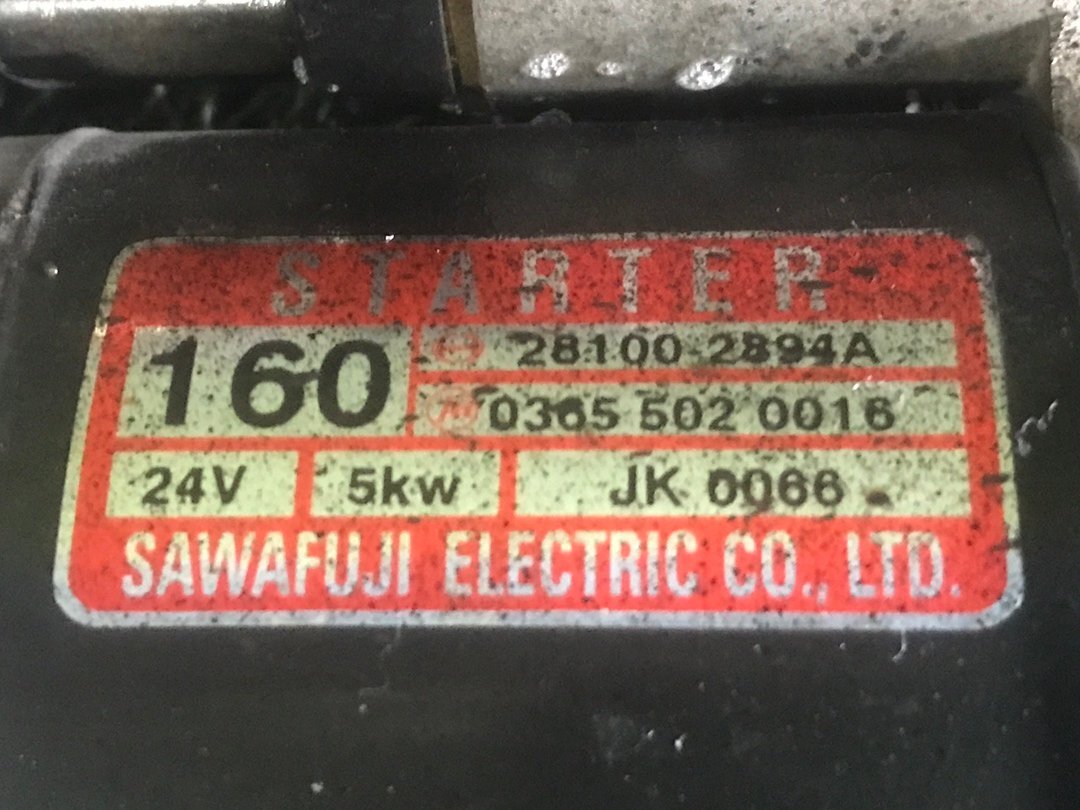 STARTER
160
28100-2894A
0365 502 0016
24V 5kw JK 0066
SAWAFUJI ELECTRIC CO., LTD.